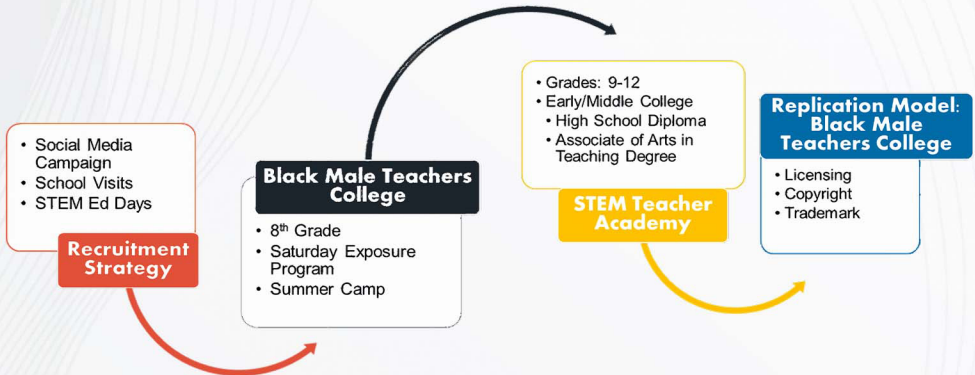 • Social Media
Campaign
• School Visits
• STEM Ed Days
Recruitment
Strategy
Black Male Teachers
College
• 8th Grade
• Saturday Exposure
Program
• Summer Camp
• Grades: 9-12
• Early/Middle College
• High School Diploma
• Associate of Arts in
Teaching Degree
STEM Teacher
Academy
Replication Model:
Black Male
Teachers College
• Licensing
• Copyright
• Trademark